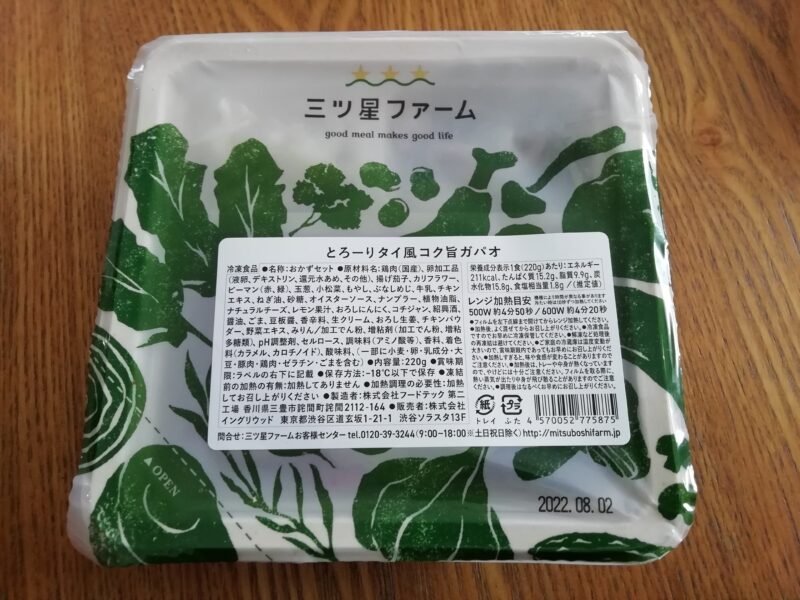 三ツ星ファーム
good meal makes good life
とろーりタイ風コク旨ガパオ
冷凍食品 ●名称:おかずセット ●原材料名:鶏肉(国産)、卵加工品
(液卵、デキストリン、還元水あめ、その他)、揚げ茄子、カリフラワー、
ピーマン(赤、緑)、玉葱、小松菜、もやし、ぶなしめじ、牛乳、チキン
エキス、ねぎ油、砂糖、オイスターソース、ナンプラー、植物油脂、
ナチュラルチーズ、レモン果汁、おろしにんにく、コチジャン、紹興酒、
醤油、ごま、豆板醤、香辛料、生クリーム、おろし生姜、チキンパウ
ダー、野菜エキス、みりん/加工でん粉、増粘剤(加工でん粉、増粘
多糖類)、pH調整剤、セルロース、調味料(アミノ酸等)、香料、着色
料(カラメル、カロチノイド)、酸味料、(一部に小麦・卵・乳成分・大
豆・豚肉・鶏肉・ゼラチン・ごまを含む) ●内容量:220g ●賞味期
限:ラベルの右下に記載 ●保存方法:-18℃以下で保存 ●凍結
前の加熱の有無:加熱してありません ●加熱調理の必要性:加熱
してお召し上がりください ●製造者:株式会社フードテック 第二
工場 香川県三豊市詫間町詫間2112-164 ●販売者:株式会社
イングリウッド 東京都渋谷区道玄坂1-21-1 渋谷ソラスタ13F
栄養成分表示1食(220g)あたり:エネルギー
211kcal、たんぱく質15.2g、脂質9.9g、炭
水化物15.8g、食塩相当量1.8g/(推定値)
レンジ加熱目安
500W 約4分50秒/600W 約4分20秒
紙
トレイ
プラ
ふた
4 570052 775875
問合せ:三ツ星ファームお客様センター tel.0120-39-3244(9:00-18:00※土日祝日除く)http://mitsuboshifarm.jp
OPEN
2022.08.02